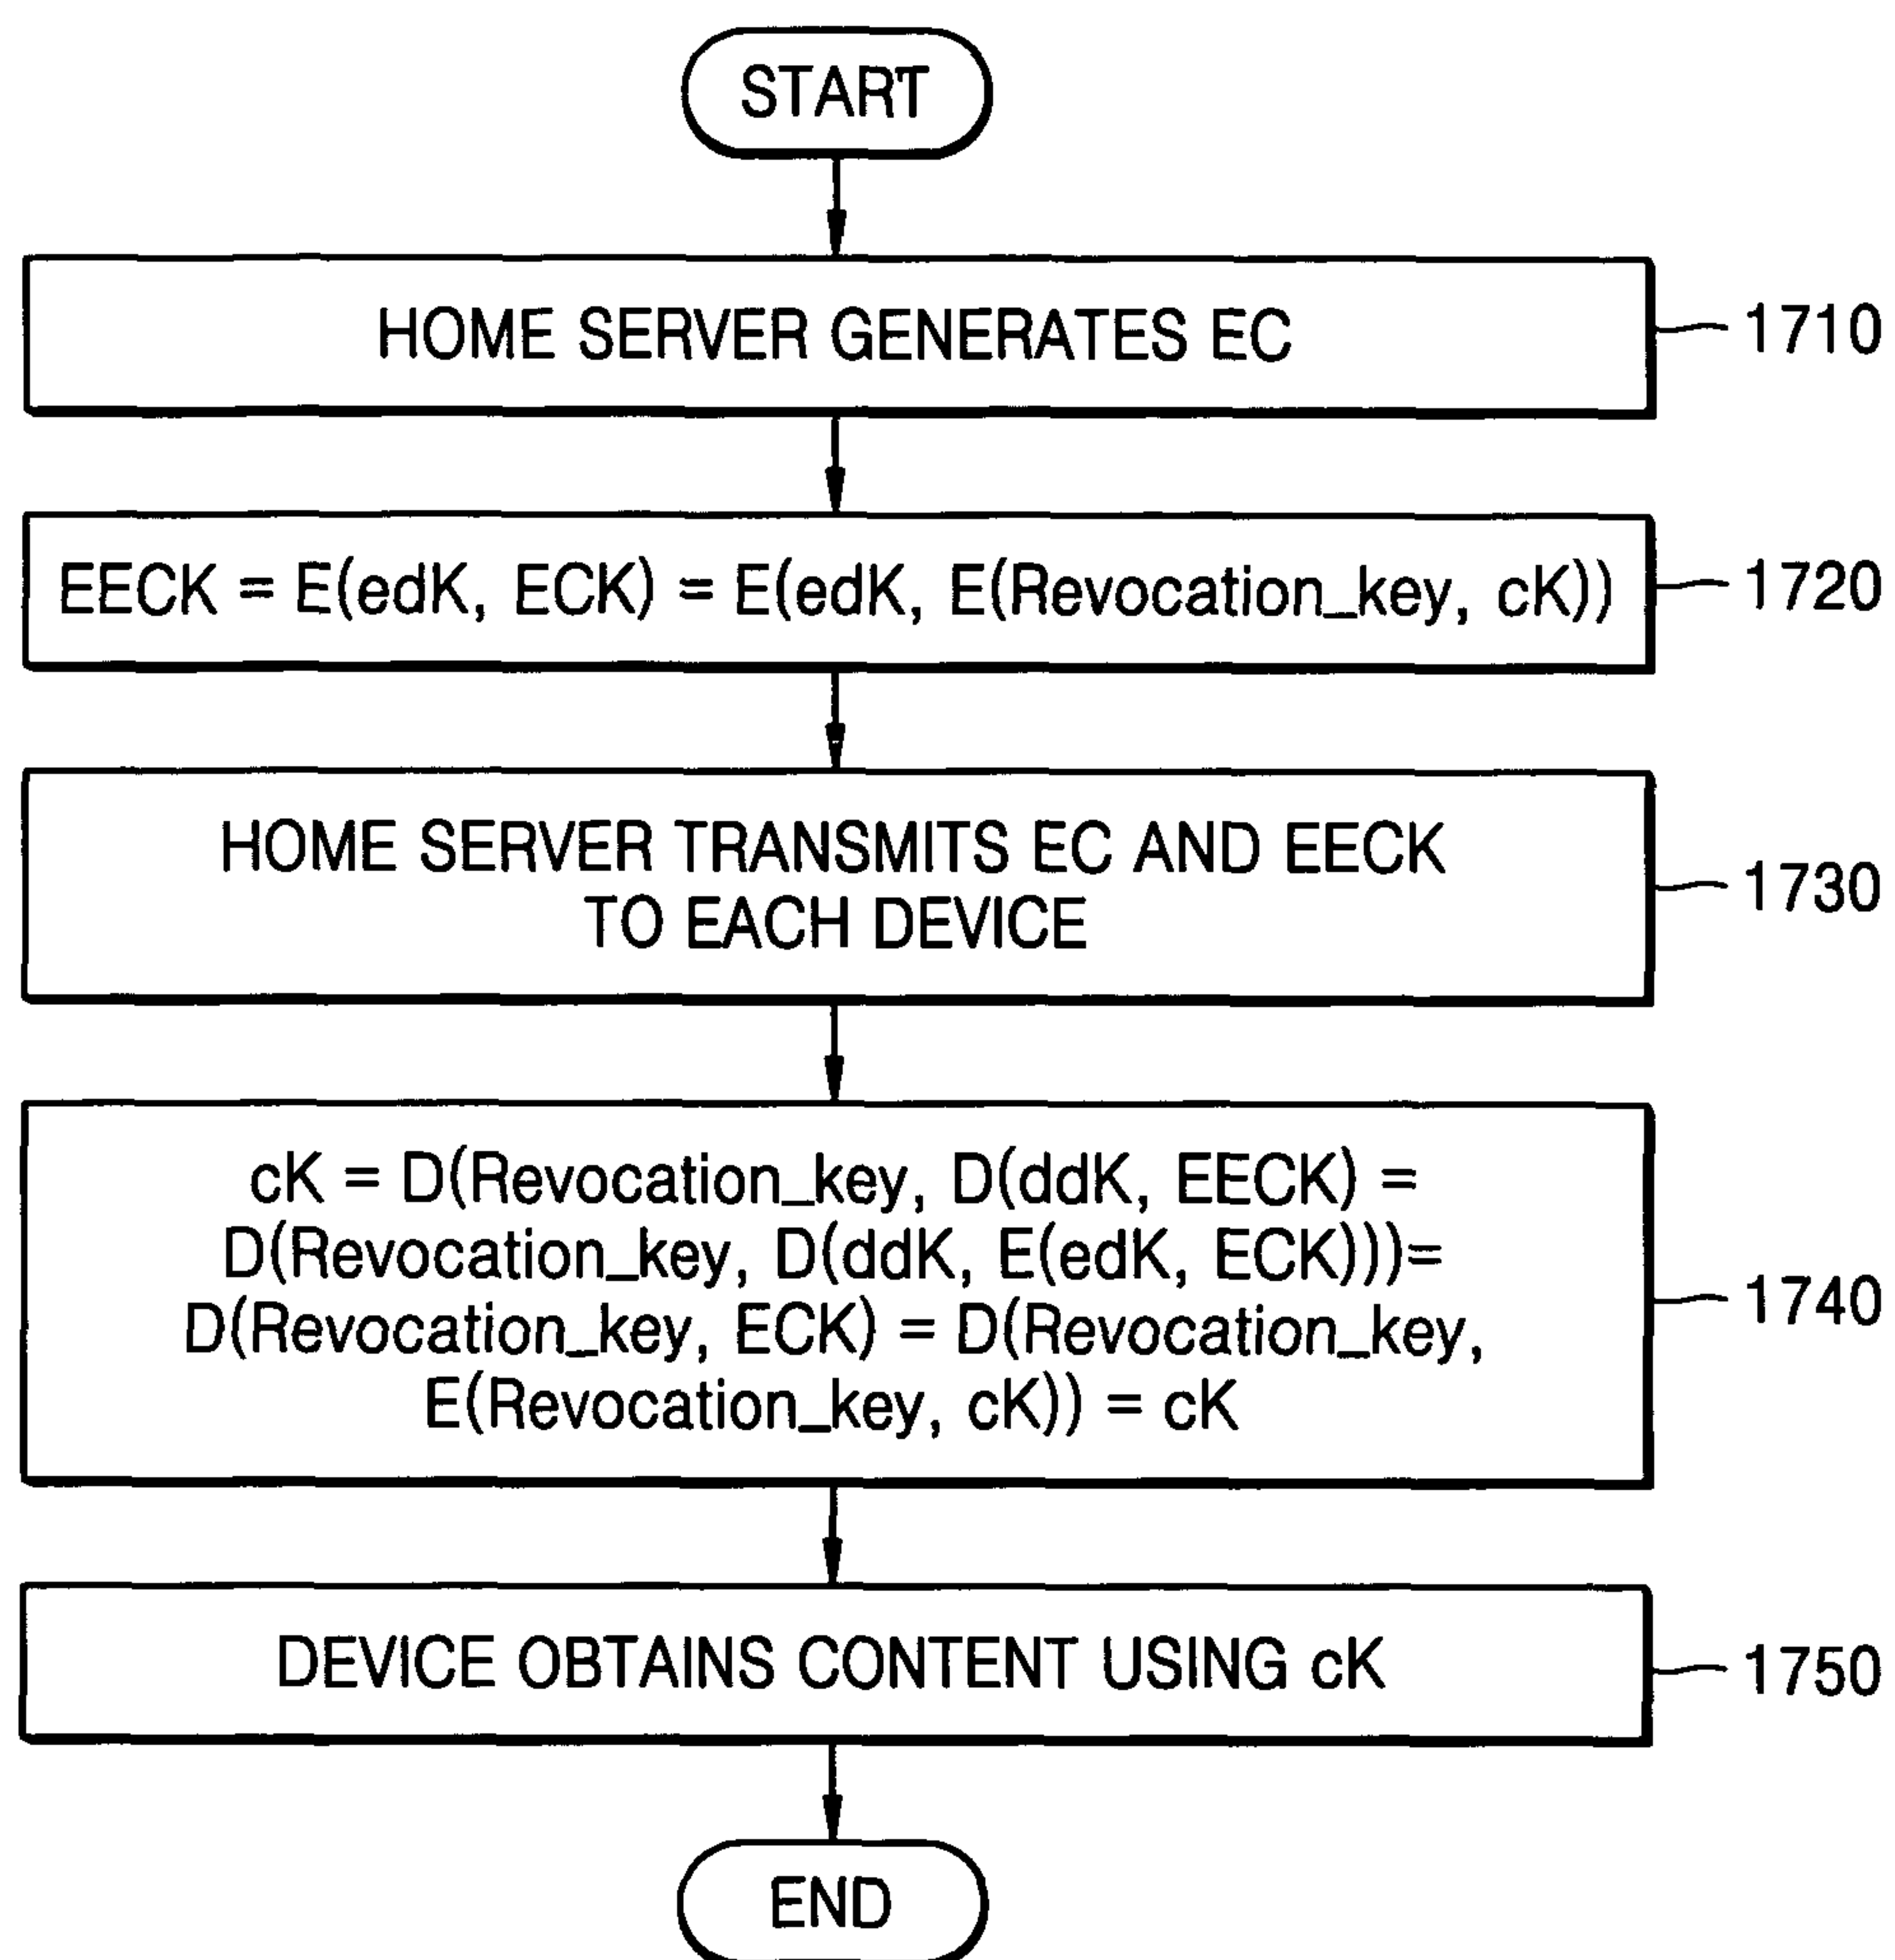 START
HOME SERVER GENERATES EC
1710
EECK = E(edK, ECK) = E(edK, E(Revocation_key, cK))
1720
HOME SERVER TRANSMITS EC AND EECK
TO EACH DEVICE
1730
cK = D(Revocation_key, D(ddK, EECK) =
D(Revocation_key, D(ddK, E(edK, ECK)))=
D(Revocation_key, ECK) = D(Revocation_key,
E(Revocation_key, cK)) = cK
1740
DEVICE OBTAINS CONTENT USING cK
1750
END